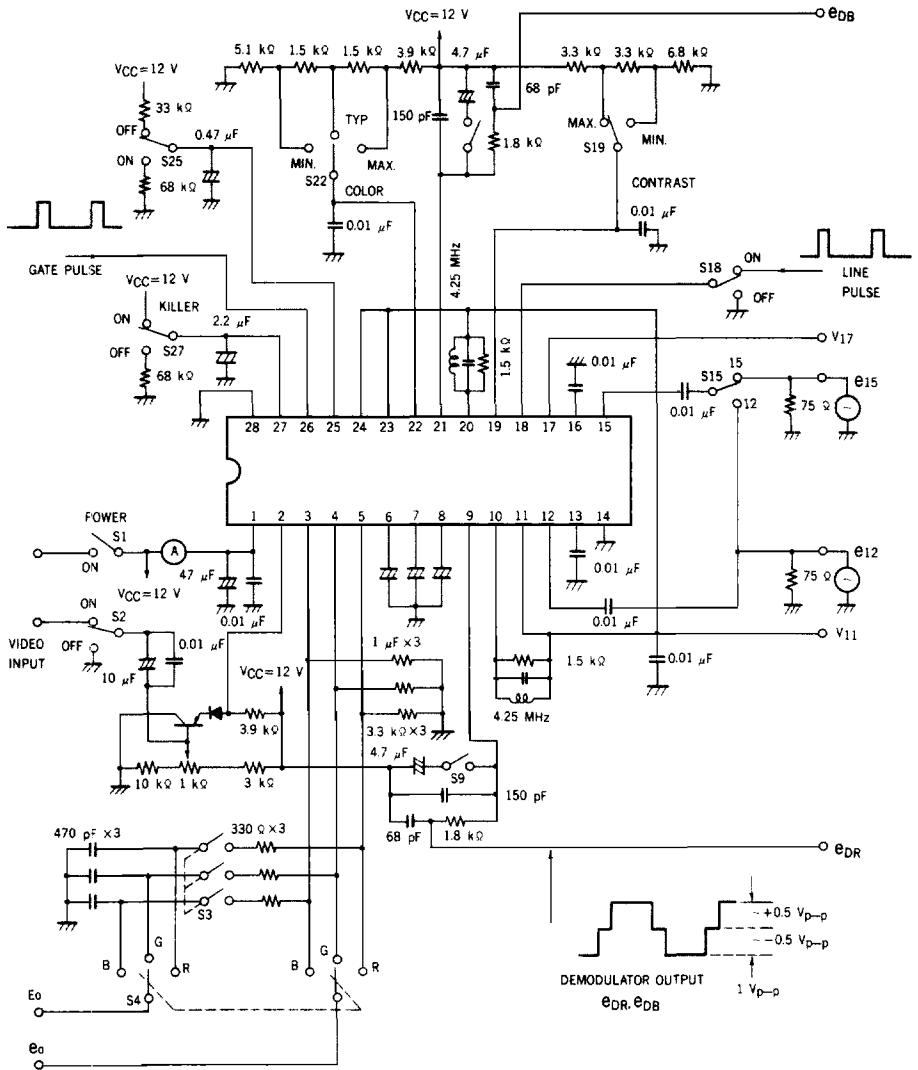 VCC=12 V
eDB
5.1 kΩ
1.5 kΩ
1.5 kΩ
3.9 kΩ
4.7 μF
3.3 kΩ
3.3 kΩ
6.8 kΩ
VCC=12 V
33 kΩ
68 pF
150 pF
OFF
0.47 μF
TYP
MAX.
MIN.
1.8 kΩ
S25
MIN.
MAX.
S19
ON
68 kΩ
S22
COLOR
CONTRAST
0.01 μF
0.01 μF
4.25 MHz
GATE PULSE
S18
ON
LINE
PULSE
OFF
VCC=12 V
KILLER
ON
2.2 μF
S27
OFF
68 kΩ
1.5 kΩ
0.01 μF
V17
S15
15
e15
12
0.01 μF
75 Ω
28 27 26 25 24 23 22 21 20 19 18 17 16 15
1 2 3 4 5 6 7 8 9 10 11 12 13 14
POWER
S1
A
ON
47 μF
0.01 μF
VCC=12 V
0.01 μF
e12
75 Ω
0.01 μF
ON
S2
VIDEO
INPUT
OFF
0.01 μF
10 μF
V11
1 μF×3
1.5 kΩ
0.01 μF
VCC=12 V
4.25 MHz
3.9 kΩ
3.3 kΩ×3
4.7 μF
S9
10 kΩ
1 kΩ
3 kΩ
150 pF
68 pF
1.8 kΩ
eDR
470 pF ×3
330 Ω×3
S3
+0.5 Vp–p
−0.5 Vp–p
1 Vp–p
G
B
R
G
B
R
S4
DEMODULATOR OUTPUT
eDR, eDB
Eo
eo